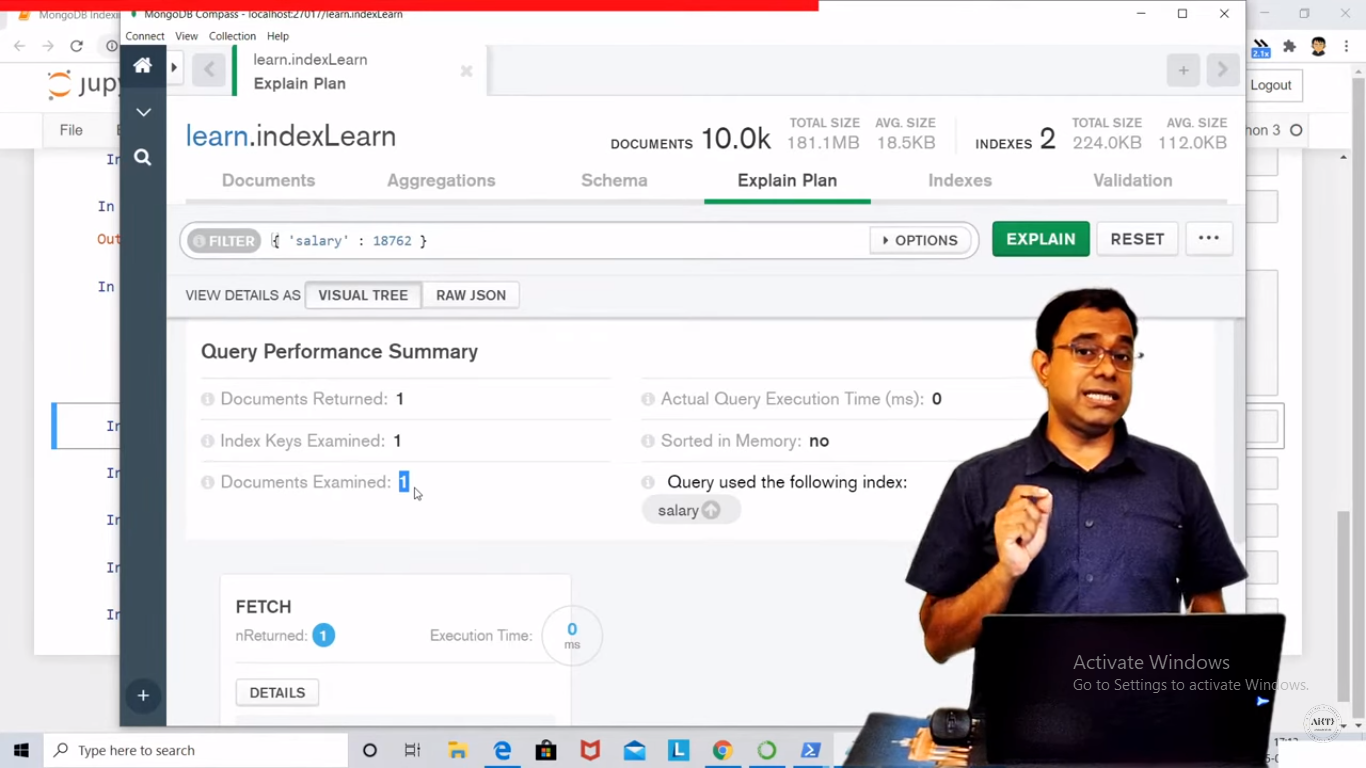 MongoDB Indexi
MongoDB Compass - localhost:27017/learn.indexLearn
Connect View Collection Help
2.1x
learn.indexLearn
Explain Plan
jupy
Logout
File
hon 3
learn.indexLearn
DOCUMENTS 10.0k
TOTAL SIZE
181.1MB
AVG. SIZE
18.5KB
INDEXES 2
TOTAL SIZE
224.0KB
AVG. SIZE
112.0KB
Documents Aggregations Schema Explain Plan Indexes Validation
In
Out
In
FILTER { 'salary' : 18762 }
OPTIONS
EXPLAIN
RESET
VIEW DETAILS AS VISUAL TREE RAW JSON
Query Performance Summary
Documents Returned: 1
Actual Query Execution Time (ms): 0
Index Keys Examined: 1
Sorted in Memory: no
Documents Examined: 1
Query used the following index:
salary
FETCH
nReturned: 1
Execution Time: 0 ms
DETAILS
Activate Windows
Go to Settings to activate Windows.
Type here to search